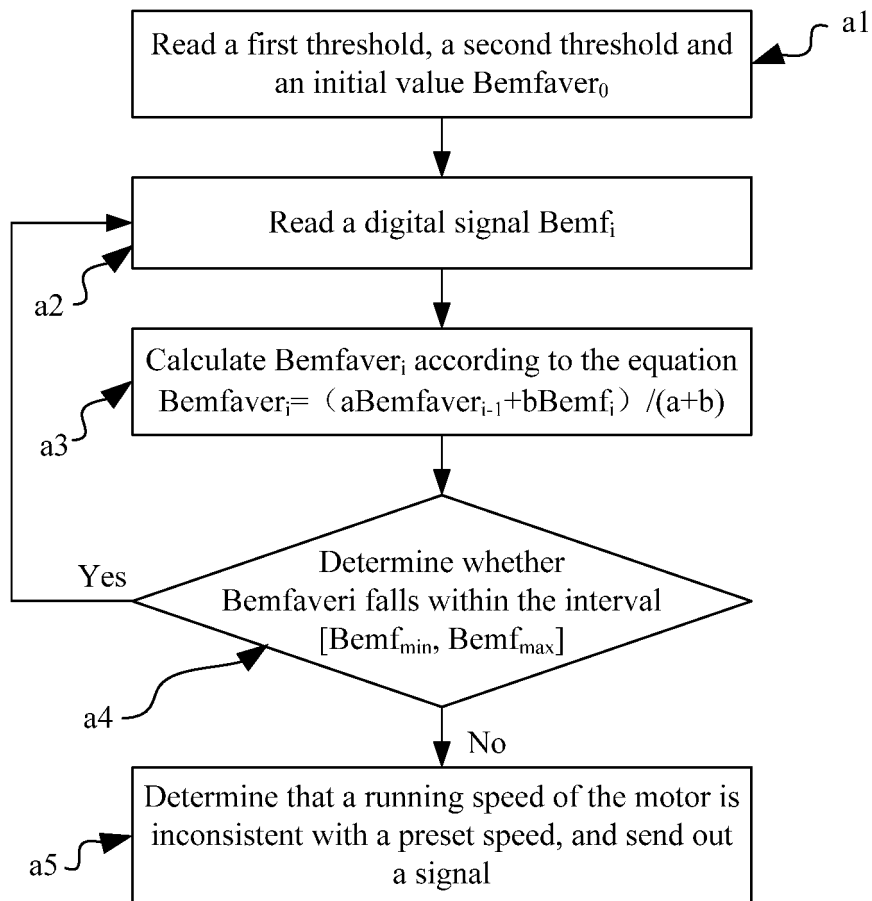 Read a first threshold, a second threshold and
an initial value Bemfaver₀
a1
Read a digital signal Bemfᵢ
a2
Calculate Bemfaverᵢ according to the equation
Bemfaverᵢ=（aBemfaverᵢ₋₁+bBemfᵢ）/(a+b)
a3
Yes
Determine whether
Bemfaveri falls within the interval
[Bemfmin, Bemfmax]
a4
No
Determine that a running speed of the motor is
inconsistent with a preset speed, and send out
a signal
a5